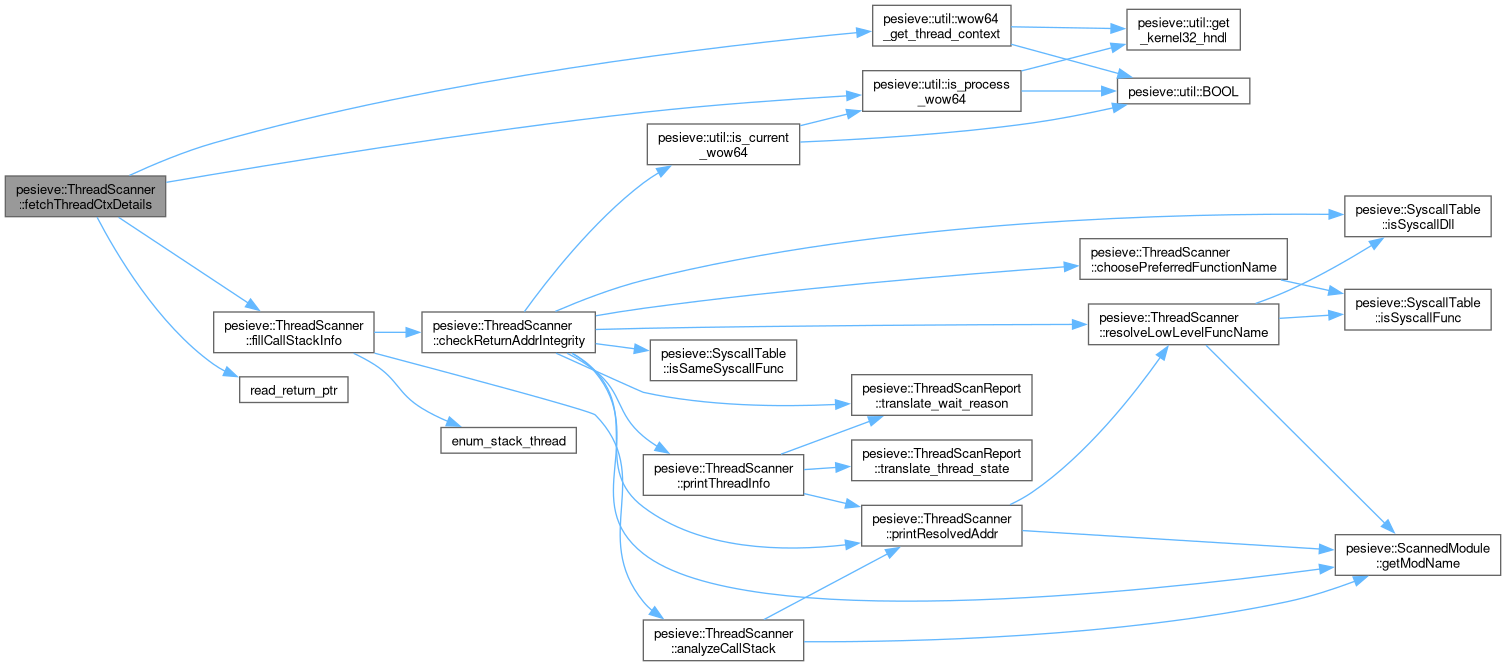 pesieve::util::wow64
_get_thread_context
pesieve::util::get
_kernel32_hndl
pesieve::util::is_process
_wow64
pesieve::util::BOOL
pesieve::util::is_current
_wow64
pesieve::ThreadScanner
::fetchThreadCtxDetails
pesieve::SyscallTable
::isSyscallDll
pesieve::ThreadScanner
::choosePreferredFunctionName
pesieve::SyscallTable
::isSyscallFunc
pesieve::ThreadScanner
::fillCallStackInfo
pesieve::ThreadScanner
::checkReturnAddrIntegrity
pesieve::ThreadScanner
::resolveLowLevelFuncName
pesieve::SyscallTable
::isSameSyscallFunc
read_return_ptr
pesieve::ThreadScanReport
::translate_wait_reason
enum_stack_thread
pesieve::ThreadScanReport
::translate_thread_state
pesieve::ThreadScanner
::printThreadInfo
pesieve::ThreadScanner
::printResolvedAddr
pesieve::ScannedModule
::getModName
pesieve::ThreadScanner
::analyzeCallStack